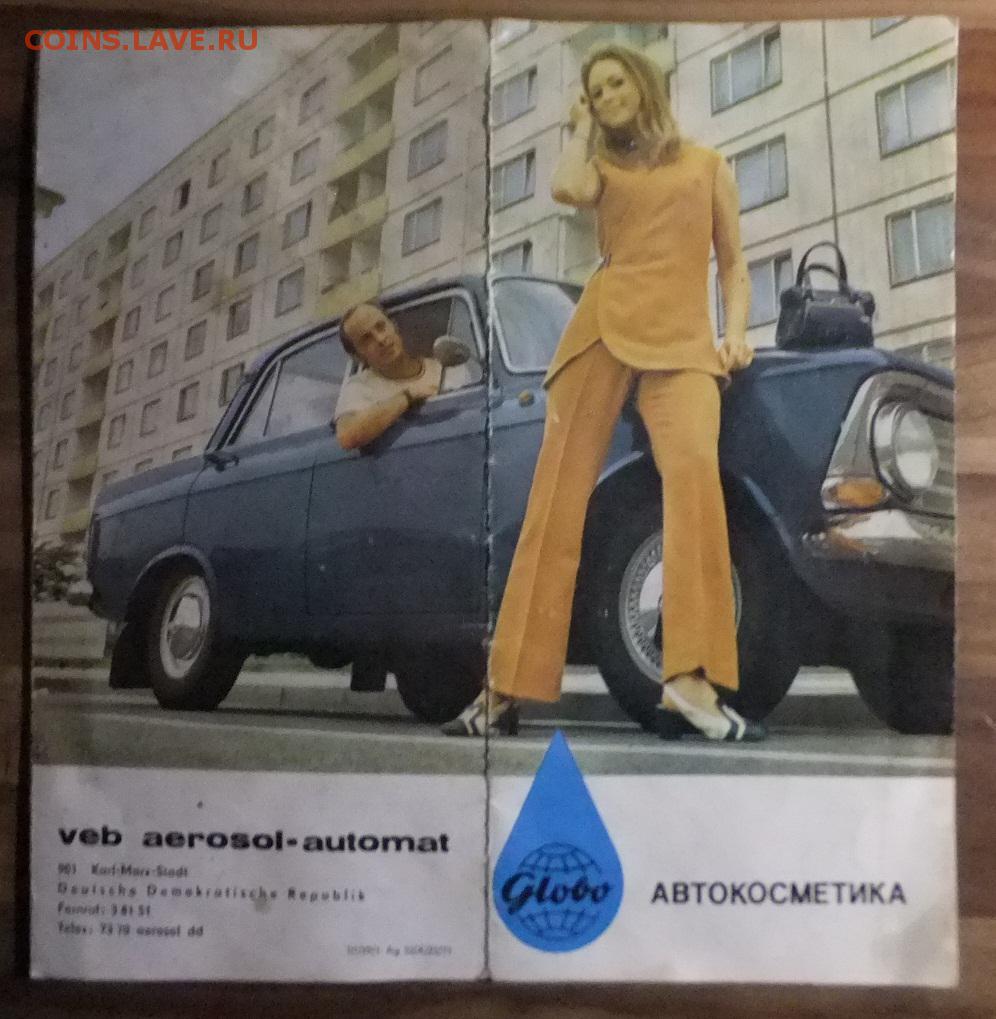 COINS.LAVE.RU
veb aerosol-automat
901 Karl-Marx-Stadt
Deutsche Demokratische Republik
Fernruf: 3 81 51
Telex: 73 70 aerosol dd
Globo
АВТОКОСМЕТИКА